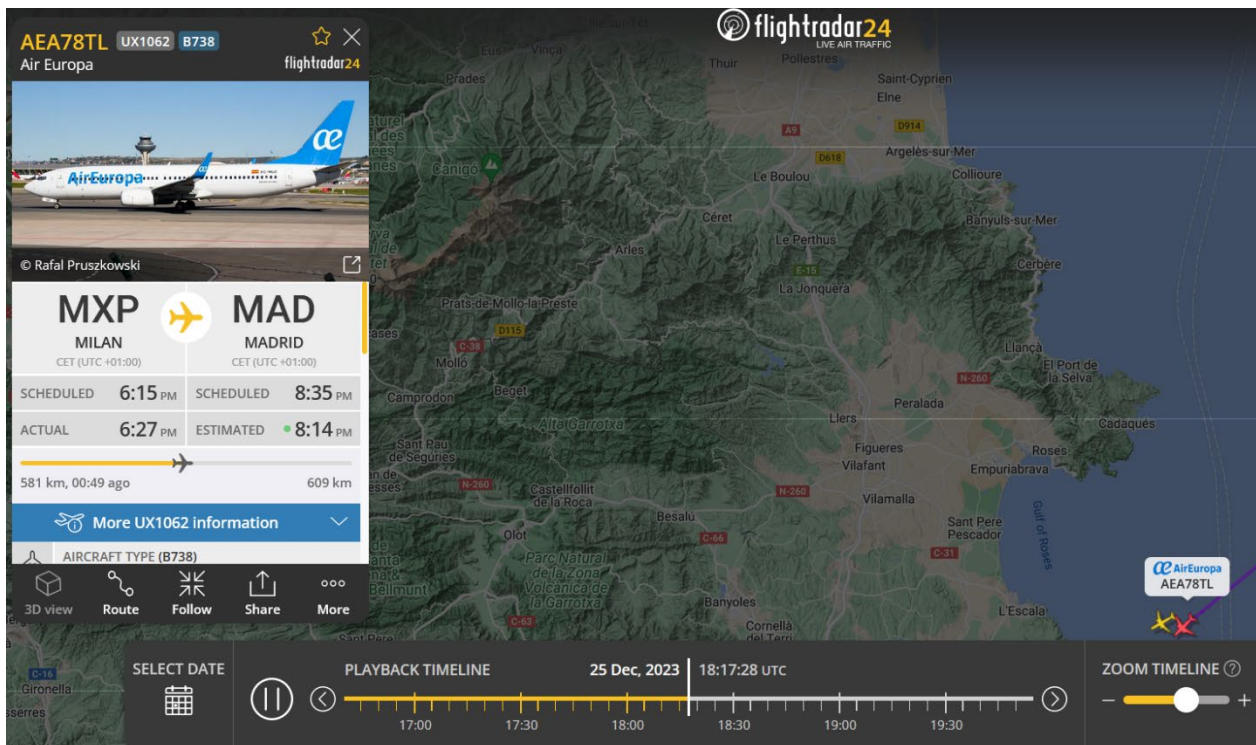 AEA78TL UX1062 B738
Air Europa
flightradar24
AirEuropa
æ
© Rafal Pruszkowski
MXP MAD
MILAN MADRID
CET (UTC +01:00) CET (UTC +01:00)
SCHEDULED 6:15 PM SCHEDULED 8:35 PM
ACTUAL 6:27 PM ESTIMATED 8:14 PM
581 km, 00:49 ago 609 km
More UX1062 information
AIRCRAFT TYPE (B738)
3D view Route Follow Share More
flightradar24
LIVE AIR TRAFFIC
Vinça
Prades
Thuir
Pollestres
Saint-Cyprien
Elne
A9
D914
D618
Argelès-sur-Mer
Canigó
Le Boulou
Collioure
Céret
Banyuls-sur-Mer
Le Perthus
Arles
Cerbère
E-15
La Jonquera
Prats-de-Mollo-la-Preste
D115
C-38
Molló
Llançà
El Port de
la Selva
N-260
Camprodon
Beget
Peralada
Alta Garrotxa
Llers
Cadaqués
Sant Pau
de Segúries
Figueres
Roses
Vilafant
Empuriabrava
N-260
Castellfollit
de la Roca
N-260
Vilamalla
Besalú
Sant Pere
Pescador
Gulf of Roses
Olot
C-66
C-31
Parc Natural
de la Zona
Volcànica de
la Garrotxa
Banyoles
L'Escala
C-63
Cornellà
del Terri
æ AirEuropa
AEA78TL
C-16
Gironella
SELECT DATE
PLAYBACK TIMELINE 25 Dec, 2023 18:17:28 UTC
17:00 17:30 18:00 18:30 19:00 19:30
ZOOM TIMELINE ?